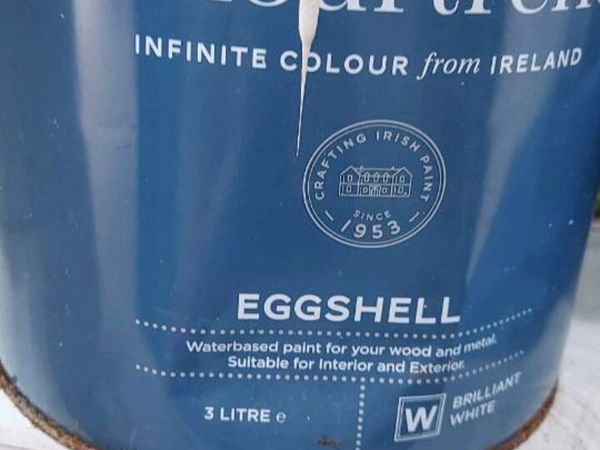 INFINITE COLOUR from IRELAND
CRAFTING IRISH PAINT
SINCE
1953
EGGSHELL
Waterbased paint for your wood and metal.
Suitable for Interior and Exterior.
3 LITRE e
W
BRILLIANT
WHITE